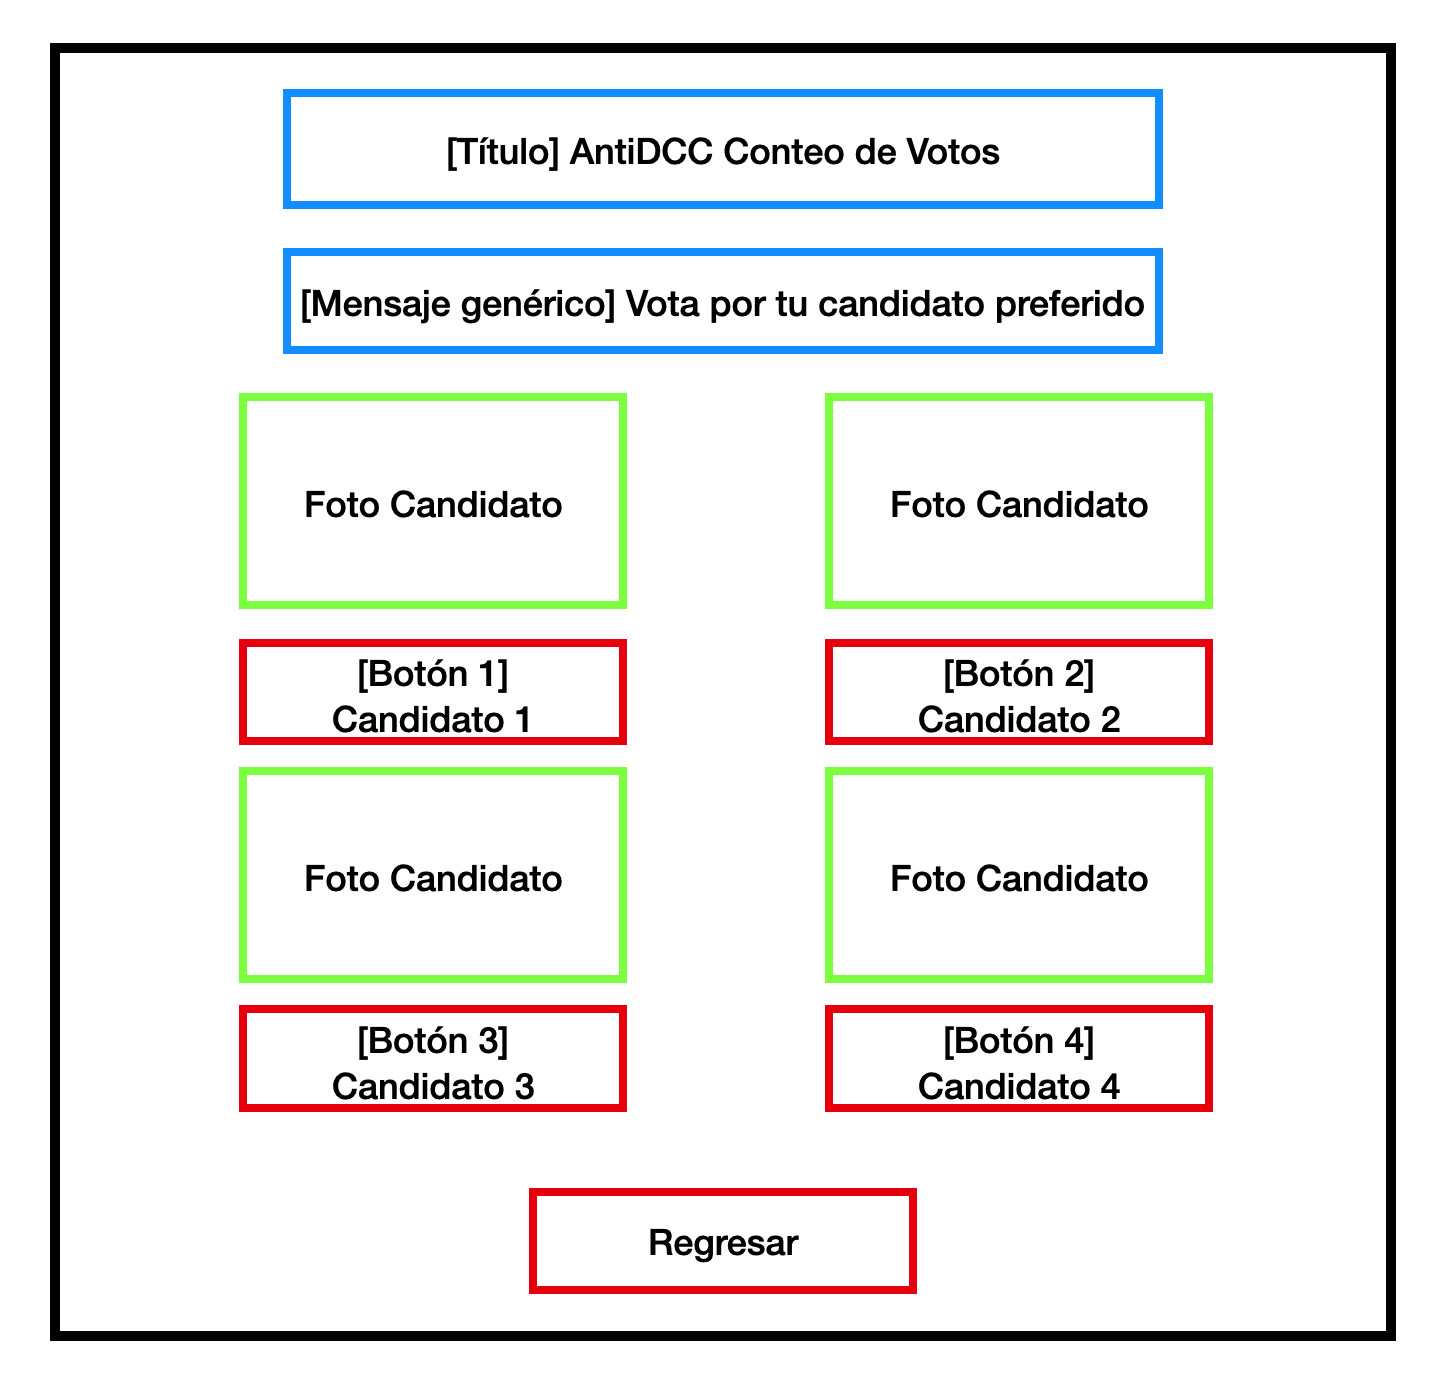 [Título] AntiDCC Conteo de Votos
[Mensaje genérico] Vota por tu candidato preferido
Foto Candidato
Foto Candidato
[Botón 1]
Candidato 1
[Botón 2]
Candidato 2
Foto Candidato
Foto Candidato
[Botón 3]
Candidato 3
[Botón 4]
Candidato 4
Regresar